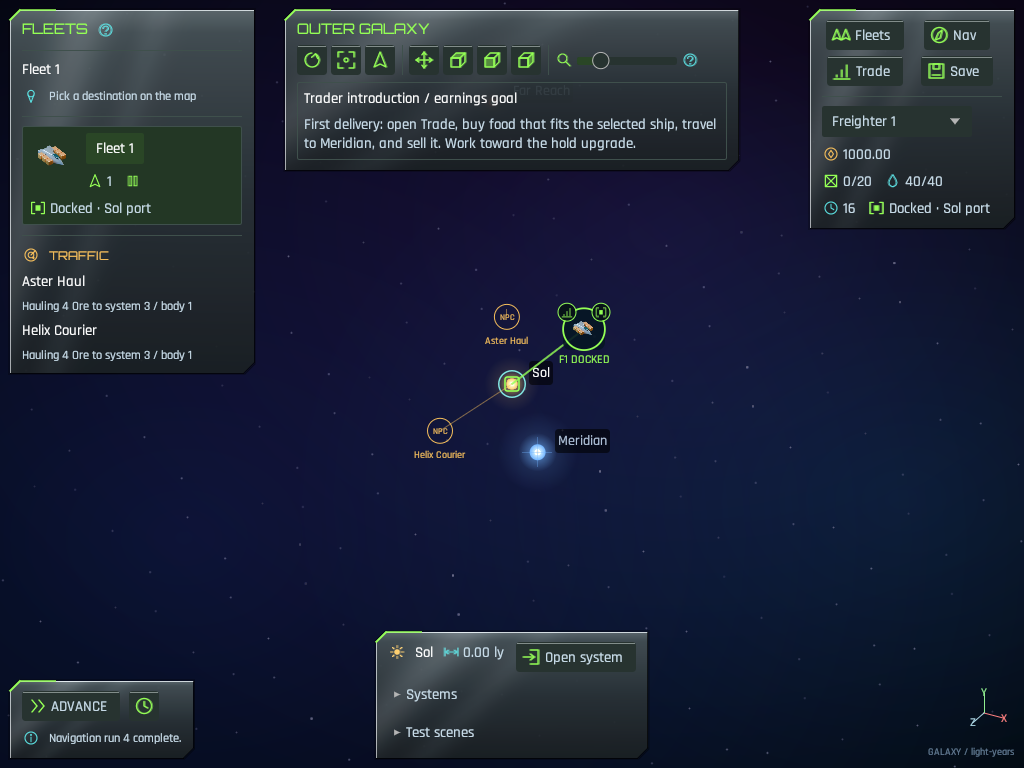 FLEETS
Fleet 1
Pick a destination on the map
Fleet 1
1
Docked · Sol port
TRAFFIC
Aster Haul
Hauling 4 Ore to system 3 / body 1
Helix Courier
Hauling 4 Ore to system 3 / body 1
OUTER GALAXY
Far Reach
Trader introduction / earnings goal
First delivery: open Trade, buy food that fits the selected ship, travel
to Meridian, and sell it. Work toward the hold upgrade.
Fleets
Nav
Trade
Save
Freighter 1
1000.00
0/20 40/40
16 Docked · Sol port
NPC
Aster Haul
F1 DOCKED
Sol
NPC
Helix Courier
Meridian
Sol 0.00 ly Open system
Systems
Test scenes
ADVANCE
Navigation run 4 complete.
Y
Z X
GALAXY / light-years